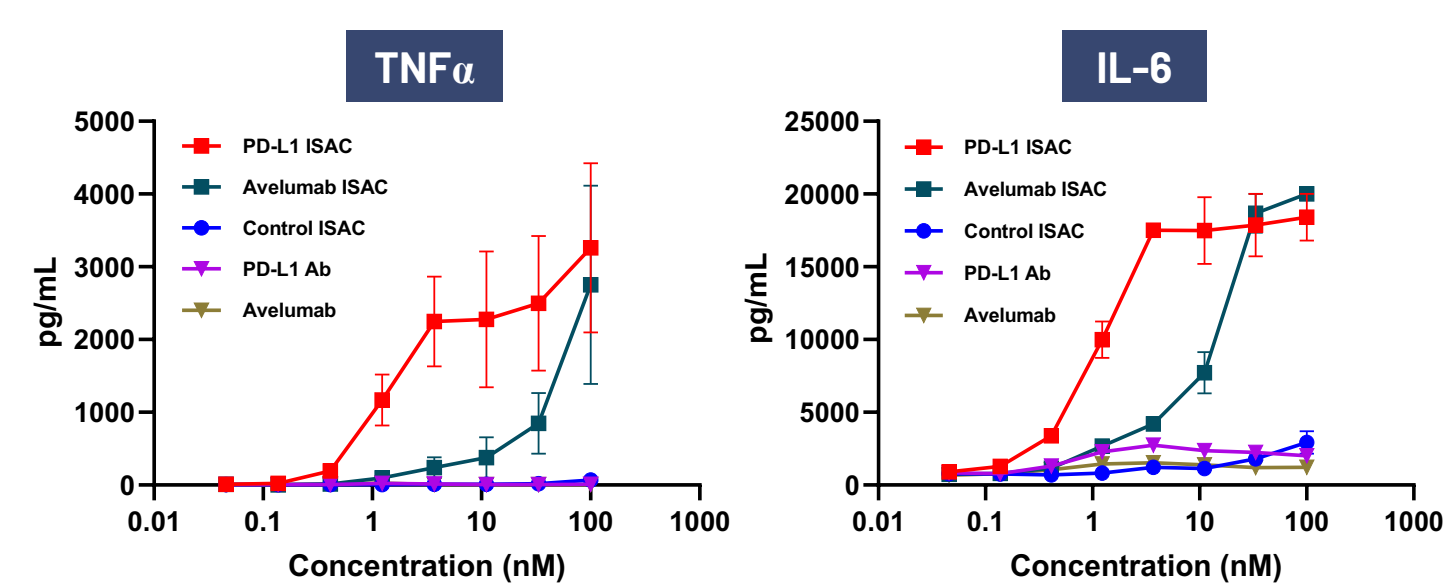 TNFα
5000
4000
3000
2000
1000
0
pg/mL
PD-L1 ISAC
Avelumab ISAC
Control ISAC
PD-L1 Ab
Avelumab
0.01 0.1 1 10 100 1000
Concentration (nM)
IL-6
25000
20000
15000
10000
5000
0
pg/mL
PD-L1 ISAC
Avelumab ISAC
Control ISAC
PD-L1 Ab
Avelumab
0.01 0.1 1 10 100 1000
Concentration (nM)